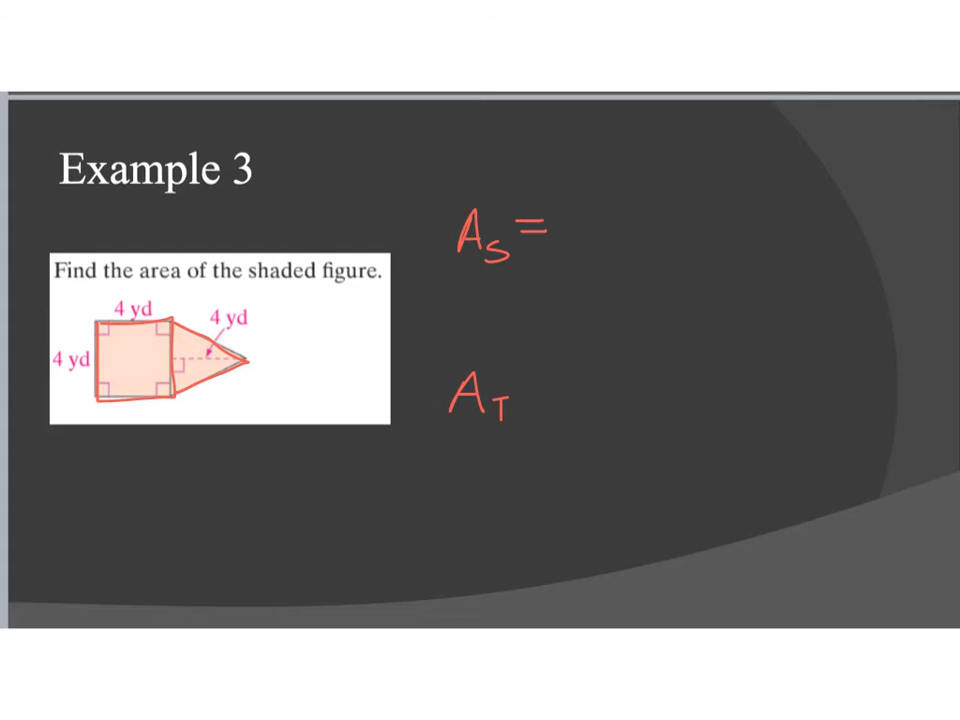 Example 3
Find the area of the shaded figure.
4 yd
4 yd
4 yd
A_S =
A_T